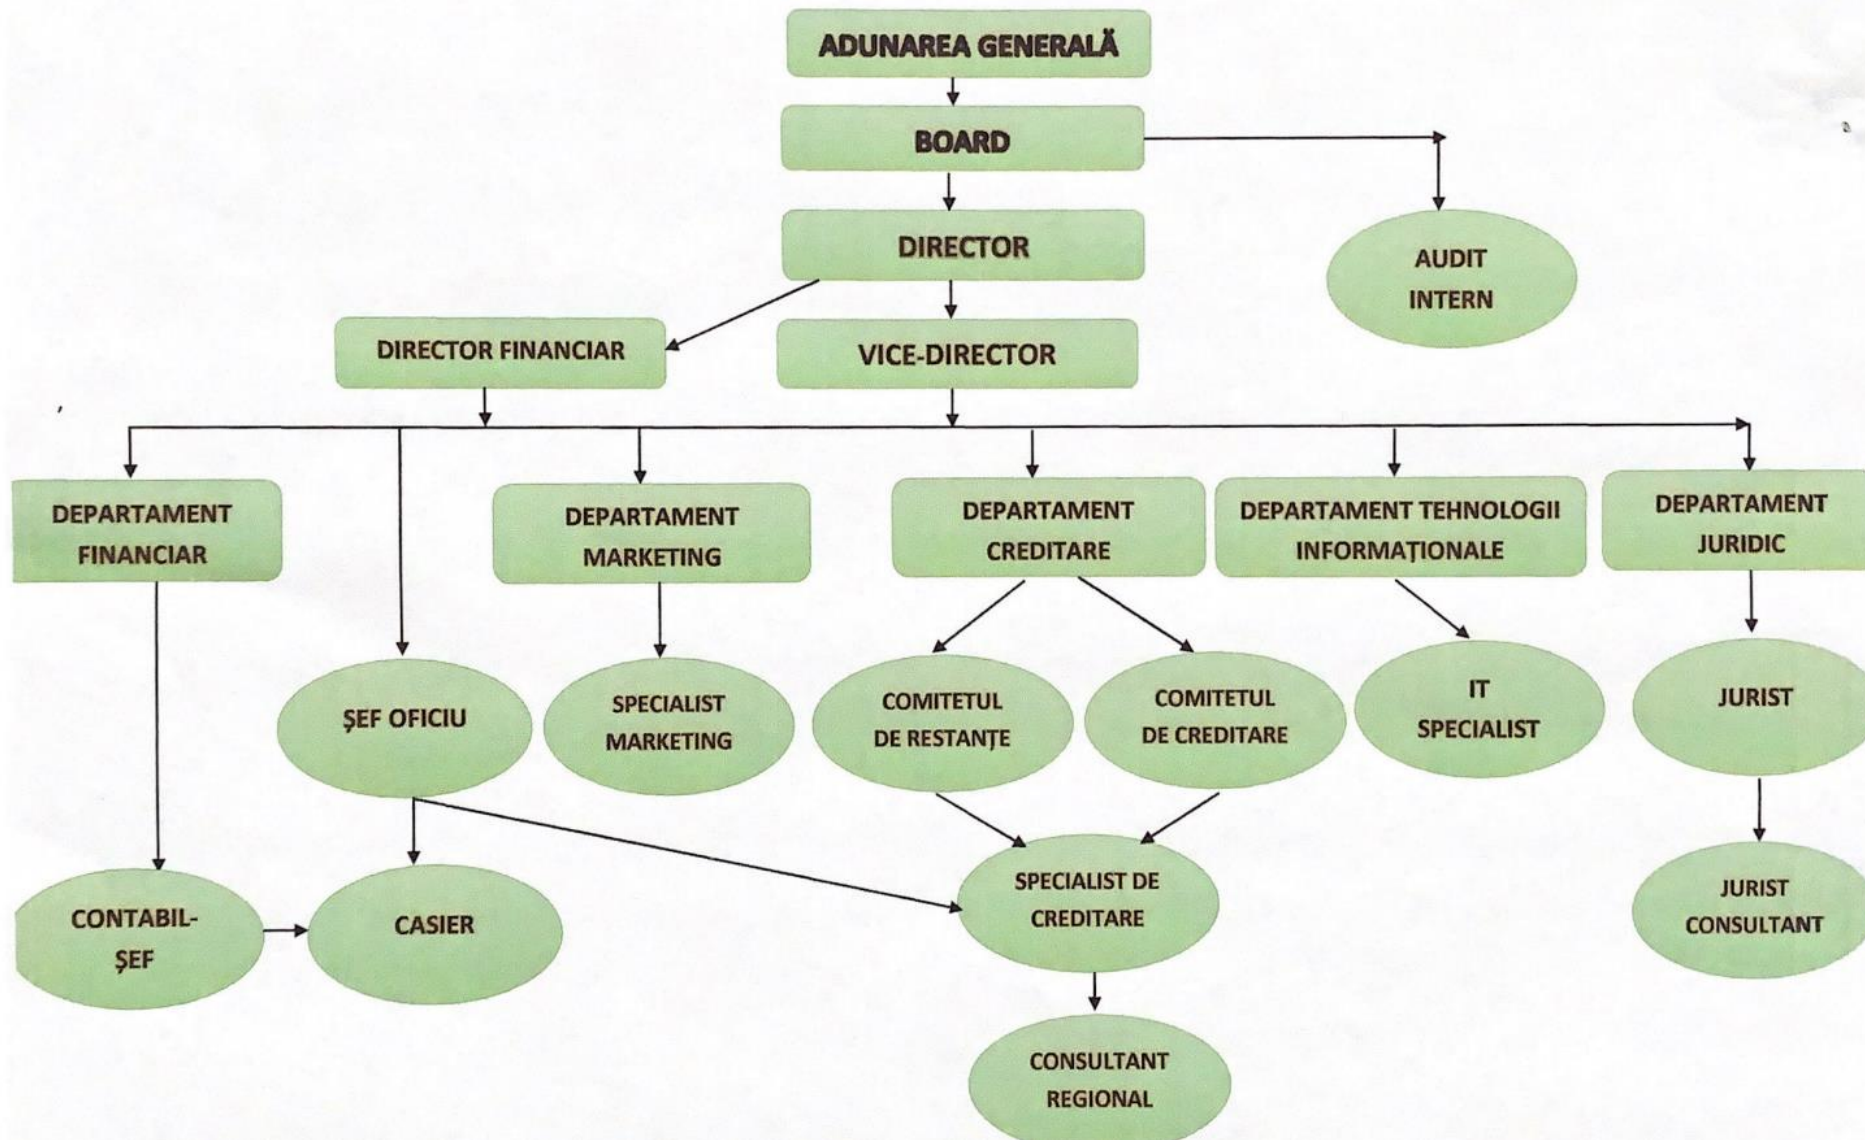 ADUNAREA GENERALĂ
BOARD
DIRECTOR
AUDIT
INTERN
DIRECTOR FINANCIAR
VICE-DIRECTOR
DEPARTAMENT
FINANCIAR
DEPARTAMENT
MARKETING
DEPARTAMENT
CREDITARE
DEPARTAMENT TEHNOLOGII
INFORMAȚIONALE
DEPARTAMENT
JURIDIC
ȘEF OFICIU
SPECIALIST
MARKETING
COMITETUL
DE RESTANȚE
COMITETUL
DE CREDITARE
IT
SPECIALIST
JURIST
CONTABIL-
ȘEF
CASIER
SPECIALIST DE
CREDITARE
JURIST
CONSULTANT
CONSULTANT
REGIONAL